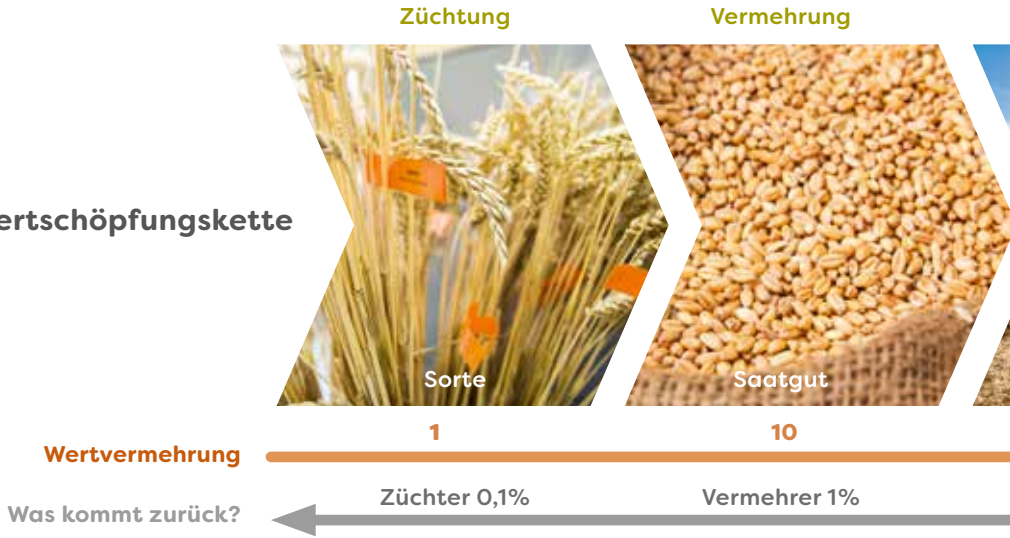 Züchtung
Vermehrung
ertschöpfungskette
Sorte
Saatgut
1
10
Wertvermehrung
Züchter 0,1%
Vermehrer 1%
Was kommt zurück?